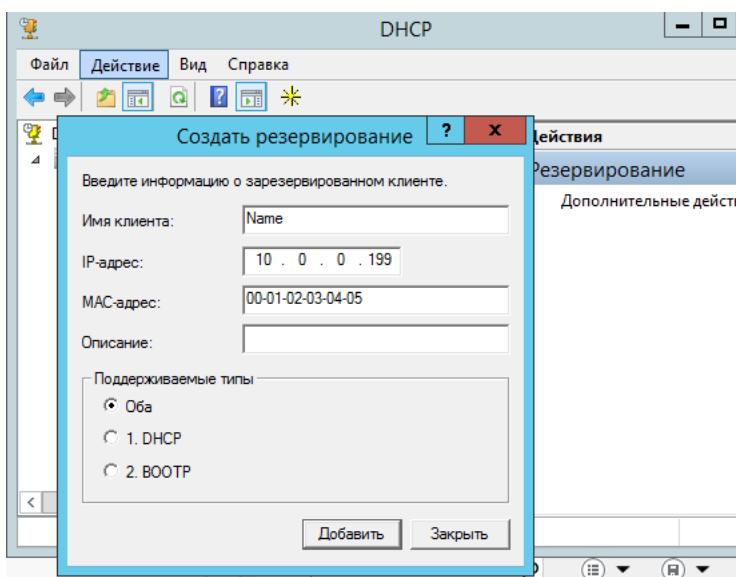 DHCP
Файл Действие Вид Справка
Создать резервирование
Действия
Резервирование
Дополнительные
Введите информацию о зарезервированном клиенте.
Имя клиента: Name
IP-адрес: 10 . 0 . 0 . 199
MAC-адрес: 00-01-02-03-04-05
Описание:
Поддерживаемые типы
Оба
1. DHCP
2. BOOTP
Добавить Закрыть